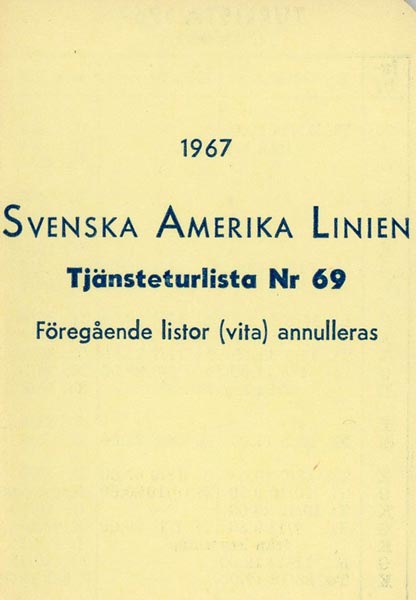 1967
SVENSKA AMERIKA LINIEN
Tjänsteturlista Nr 69
Föregående listor (vita) annulleras